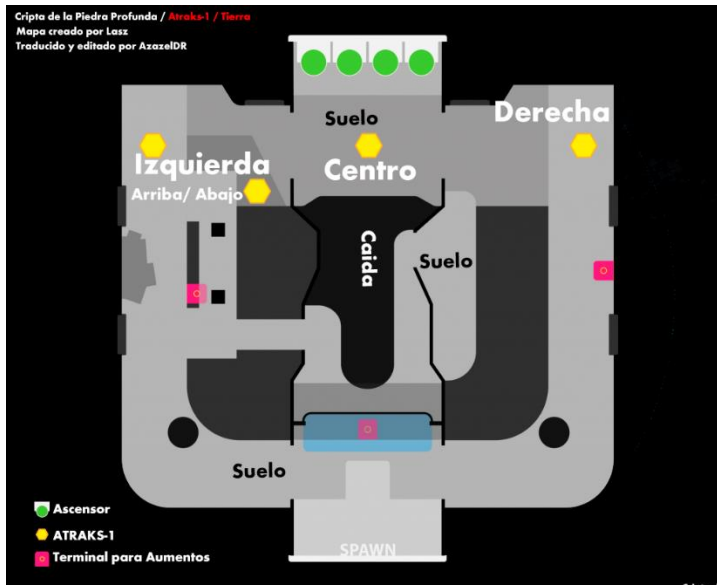 Cripta de la Piedra Profunda / Atraks-1 / Tierra
Mapa creado por Lasz
Traducido y editado por AzazelDR
Suelo
Derecha
Izquierda
Centro
Arriba/ Abajo
Caida
Suelo
Suelo
Ascensor
ATRAKS-1
Terminal para Aumentos
SPAWN